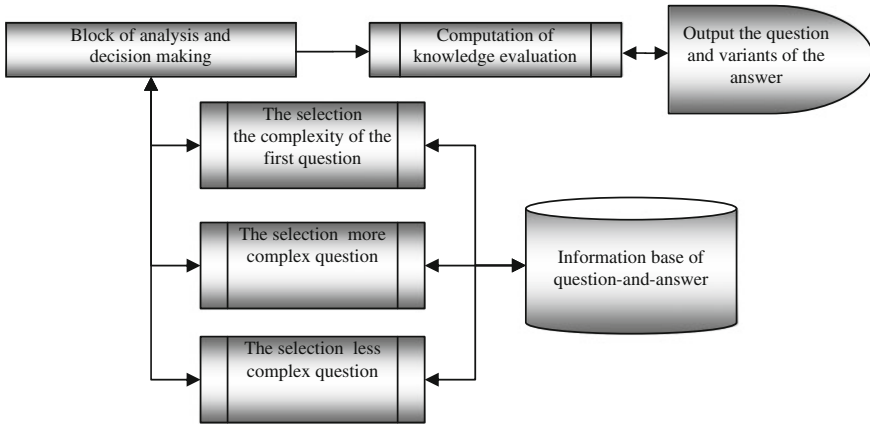 Block of analysis and
decision making
Computation of
knowledge evaluation
Output the question
and variants of the
answer
The selection
the complexity of the
first question
The selection more
complex question
Information base of
question-and-answer
The selection less
complex question